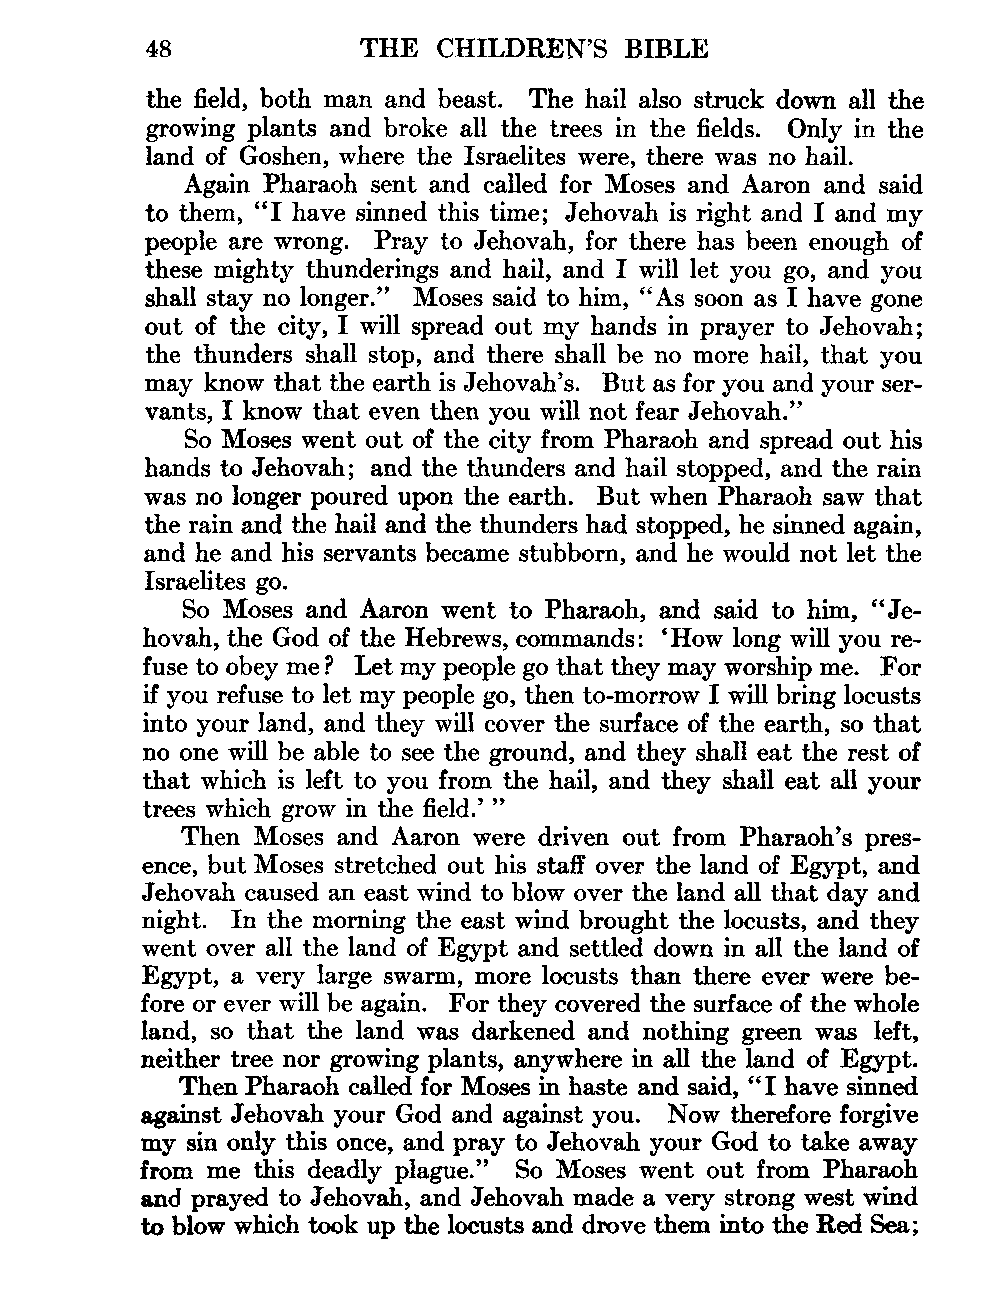 48 THE CHILDREN'S BIBLE
the field, both man and beast. The hail also struck down all the
growing plants and broke all the trees in the fields. Only in the
land of Goshen, where the Israelites were, there was no hail.
Again Pharaoh sent and called for Moses and Aaron and said
to them, “I have sinned this time; Jehovah is right and I and my
people are wrong. Pray to Jehovah, for there has been enough of
these mighty thunderings and hail, and I will let you go, and you
shall stay no longer.” Moses said to him, “As soon as I have gone
out of the city, I will spread out my hands in prayer to Jehovah;
the thunders shall stop, and there shall be no more hail, that you
may know that the earth is Jehovah's. But as for you and your ser-
vants, I know that even then you will not fear Jehovah.”
So Moses went out of the city from Pharaoh and spread out his
hands to Jehovah; and the thunders and hail stopped, and the rain
was no longer poured upon the earth. But when Pharaoh saw that
the rain and the hail and the thunders had stopped, he sinned again,
and he and his servants became stubborn, and he would not let the
Israelites go.
So Moses and Aaron went to Pharaoh, and said to him, “Je-
hovah, the God of the Hebrews, commands: ‘How long will you re-
fuse to obey me? Let my people go that they may worship me. For
if you refuse to let my people go, then to-morrow I will bring locusts
into your land, and they will cover the surface of the earth, so that
no one will be able to see the ground, and they shall eat the rest of
that which is left to you from the hail, and they shall eat all your
trees which grow in the field.’ ”
Then Moses and Aaron were driven out from Pharaoh's pres-
ence, but Moses stretched out his staff over the land of Egypt, and
Jehovah caused an east wind to blow over the land all that day and
night. In the morning the east wind brought the locusts, and they
went over all the land of Egypt and settled down in all the land of
Egypt, a very large swarm, more locusts than there ever were be-
fore or ever will be again. For they covered the surface of the whole
land, so that the land was darkened and nothing green was left,
neither tree nor growing plants, anywhere in all the land of Egypt.
Then Pharaoh called for Moses in haste and said, “I have sinned
against Jehovah your God and against you. Now therefore forgive
my sin only this once, and pray to Jehovah your God to take away
from me this deadly plague.” So Moses went out from Pharaoh
and prayed to Jehovah, and Jehovah made a very strong west wind
to blow which took up the locusts and drove them into the Red Sea;